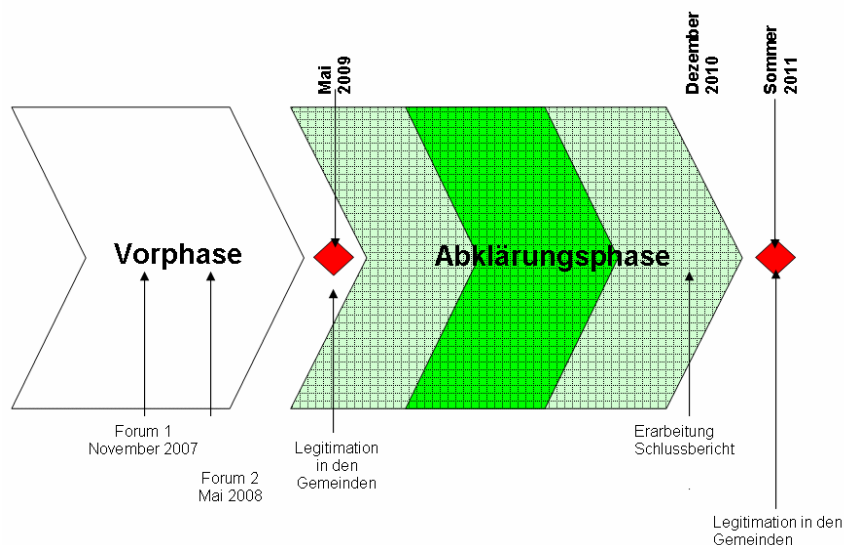 Mai
2009
Dezember
2010
Sommer
2011
Vorphase
Abklärungsphase
Forum 1
November 2007
Forum 2
Mai 2008
Legitimation
in den
Gemeinden
Erarbeitung
Schlussbericht
Legitimation in den
Gemeinden